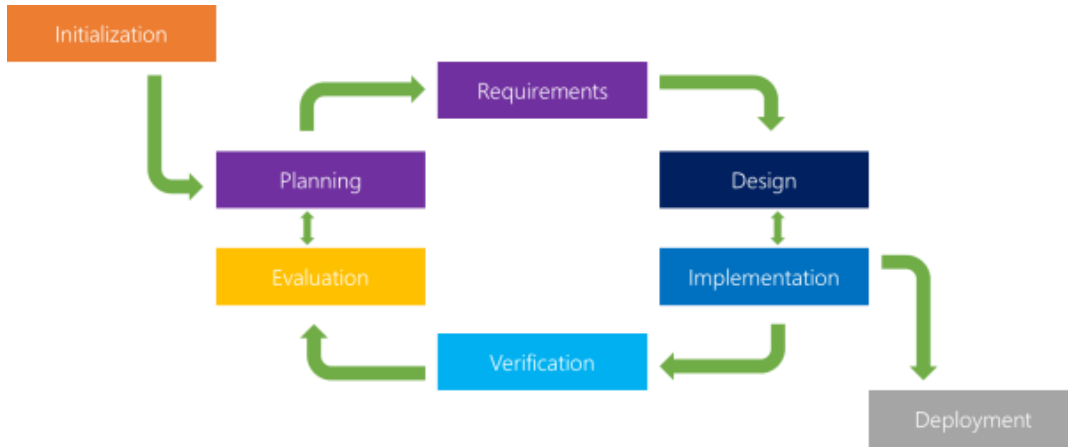 Initialization
Requirements
Planning
Design
Evaluation
Implementation
Verification
Deployment